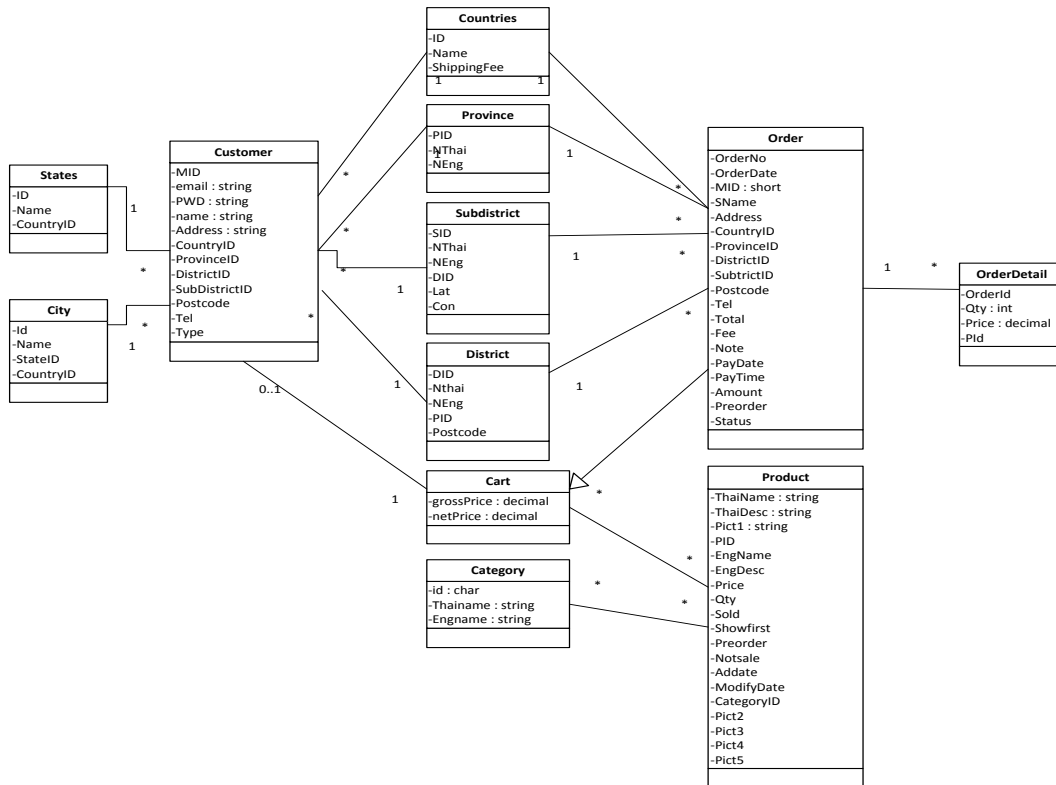 Countries
-ID
-Name
-ShippingFee
1
1
Province
-PID
-NThai
-NEng
1
1
*
*
Subdistrict
-SID
-NThai
-NEng
-DID
-Lat
-Con
1
1
*
*
*
*
District
-DID
-Nthai
-NEng
-PID
-Postcode
1
1
*
*
States
-ID
-Name
-CountryID
1
*
City
-Id
-Name
-StateID
-CountryID
1
*
Customer
-MID
-email : string
-PWD : string
-name : string
-Address : string
-CountryID
-ProvinceID
-DistrictID
-SubDistrictID
-Postcode
-Tel
-Type
0..1
1
Cart
-grossPrice : decimal
-netPrice : decimal
*
*
Category
-id : char
-Thainame : string
-Engname : string
*
*
Order
-OrderNo
-OrderDate
-MID : short
-SName
-Address
-CountryID
-ProvinceID
-DistrictID
-SubtrictID
-Postcode
-Tel
-Total
-Fee
-Note
-PayDate
-PayTime
-Amount
-Preorder
-Status
1
*
OrderDetail
-OrderId
-Qty : int
-Price : decimal
-PId
Product
-ThaiName : string
-ThaiDesc : string
-Pict1 : string
-PID
-EngName
-EngDesc
-Price
-Qty
-Sold
-Showfirst
-Preorder
-Notsale
-Addate
-ModifyDate
-CategoryID
-Pict2
-Pict3
-Pict4
-Pict5